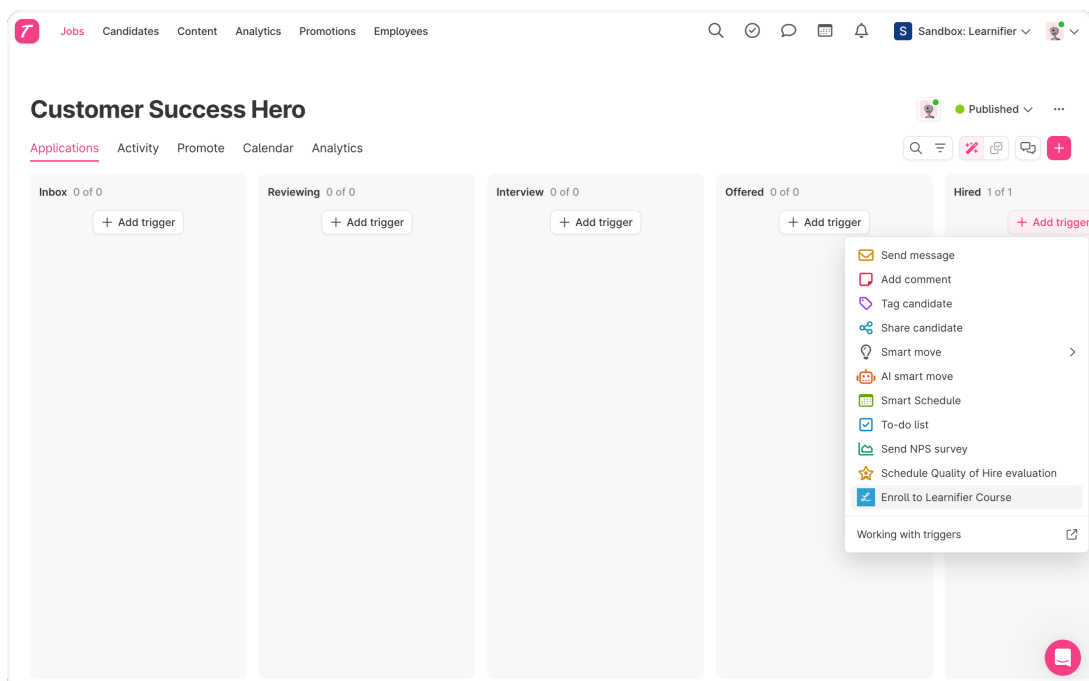 Jobs Candidates Content Analytics Promotions Employees S Sandbox: Learnifier
Customer Success Hero
Published
Applications Activity Promote Calendar Analytics
Inbox 0 of 0
Reviewing 0 of 0
Interview 0 of 0
Offered 0 of 0
Hired 1 of 1
+ Add trigger
+ Add trigger
+ Add trigger
+ Add trigger
+ Add trigger
Send message
Add comment
Tag candidate
Share candidate
Smart move
AI smart move
Smart Schedule
To-do list
Send NPS survey
Schedule Quality of Hire evaluation
Enroll to Learnifier Course
Working with triggers